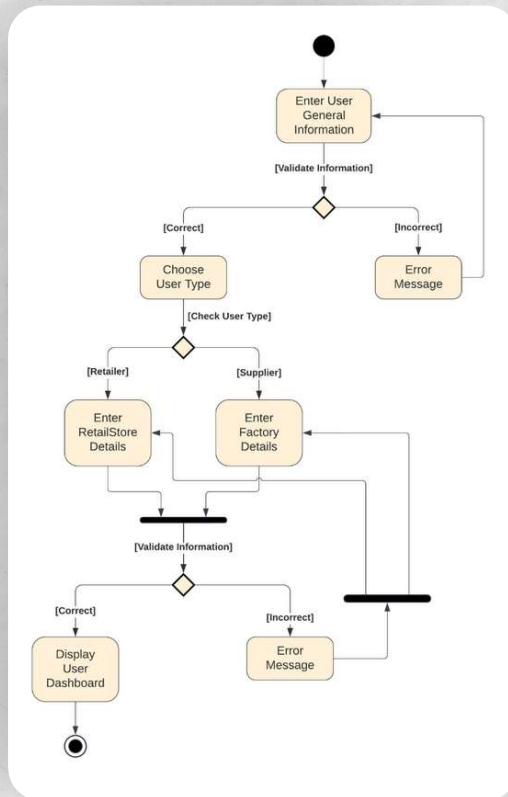 Enter User
General
Information
[Validate Information]
[Correct]
[Incorrect]
Choose
User Type
Error
Message
[Check User Type]
[Retailer]
[Supplier]
Enter
RetailStore
Details
Enter
Factory
Details
[Validate Information]
[Correct]
[Incorrect]
Display
User
Dashboard
Error
Message